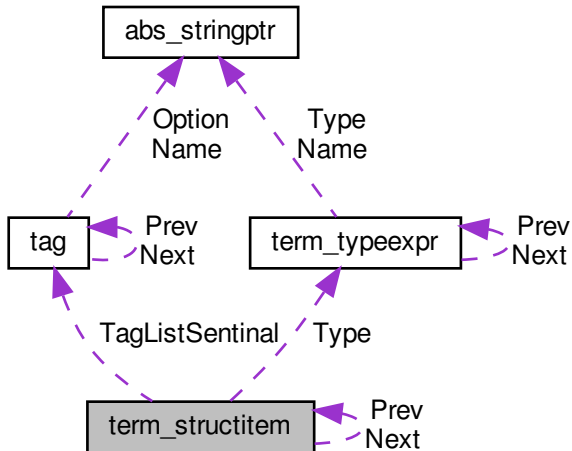 abs_stringptr
Option
Name
Type
Name
tag
Prev
Next
term_typeexpr
Prev
Next
TagListSentinal
Type
term_structitem
Prev
Next